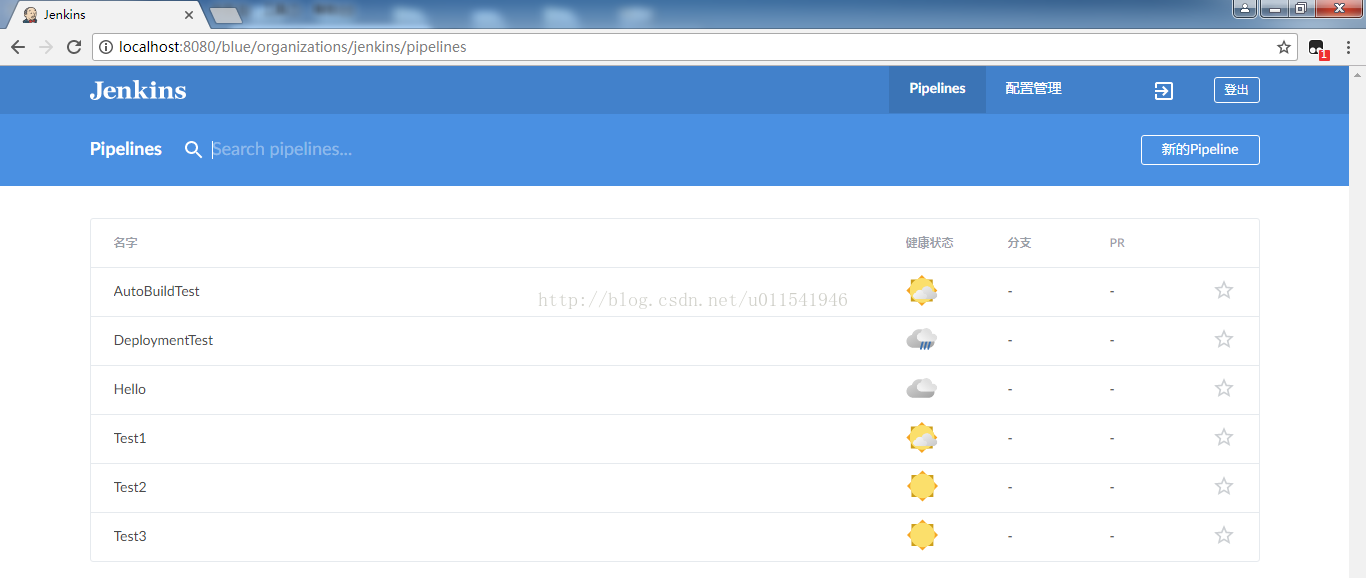 Jenkins
localhost:8080/blue/organizations/jenkins/pipelines
1
Jenkins Pipelines 配置管理 登出
Pipelines Search pipelines... 新的Pipeline
名字 健康状态 分支 PR
AutoBuildTest - -
http://blog.csdn.net/u011541946
DeploymentTest - -
Hello - -
Test1 - -
Test2 - -
Test3 - -